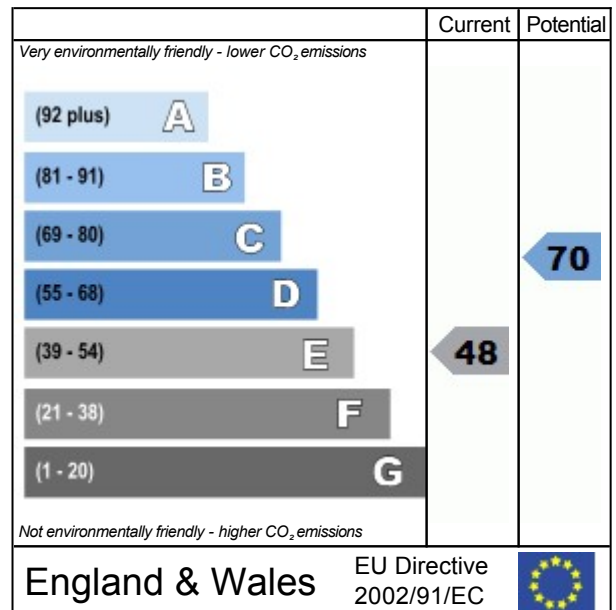 Current Potential
Very environmentally friendly - lower CO₂ emissions
(92 plus) A
(81 - 91) B
(69 - 80) C
70
(55 - 68) D
(39 - 54) E
48
(21 - 38) F
(1 - 20) G
Not environmentally friendly - higher CO₂ emissions
England & Wales
EU Directive
2002/91/EC